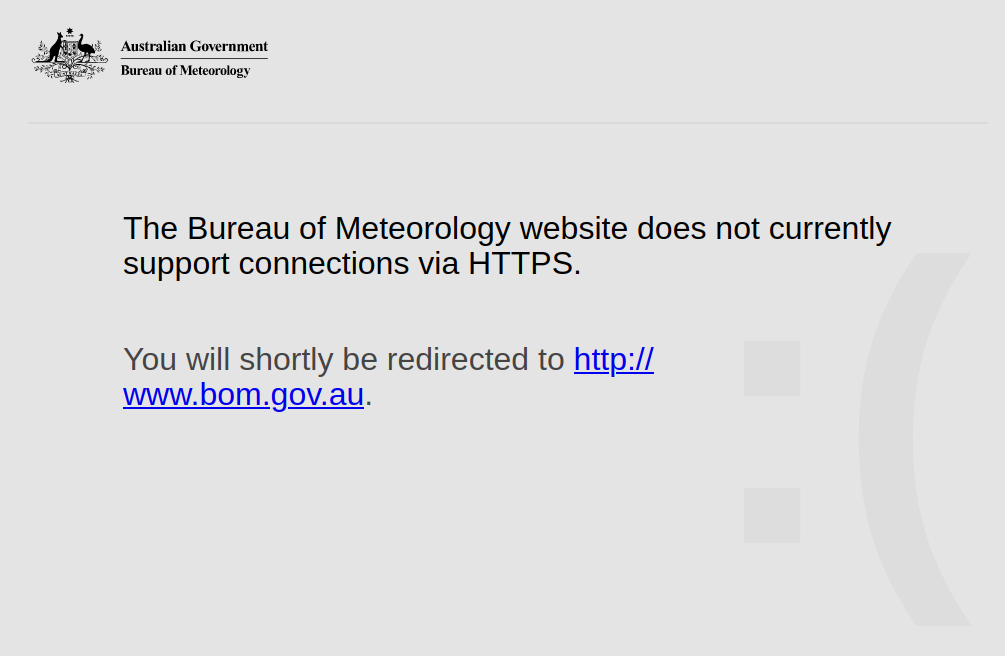 Australian Government
Bureau of Meteorology
The Bureau of Meteorology website does not currently
support connections via HTTPS.
You will shortly be redirected to http://
www.bom.gov.au.
:(